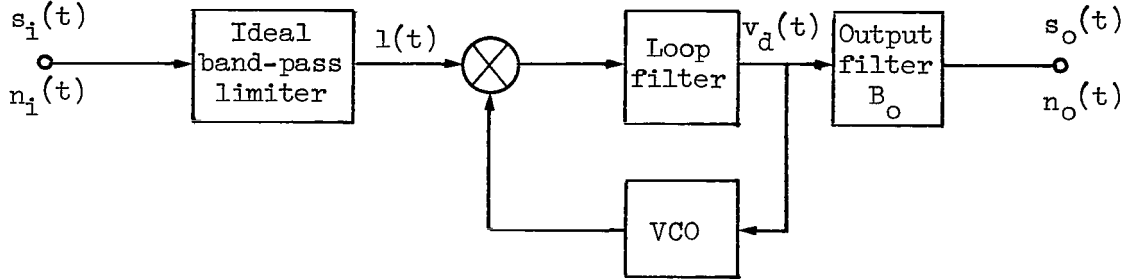 s_i(t)
n_i(t)
Ideal
band-pass
limiter
l(t)
Loop
filter
v_d(t)
Output
filter
B_o
s_o(t)
n_o(t)
VCO